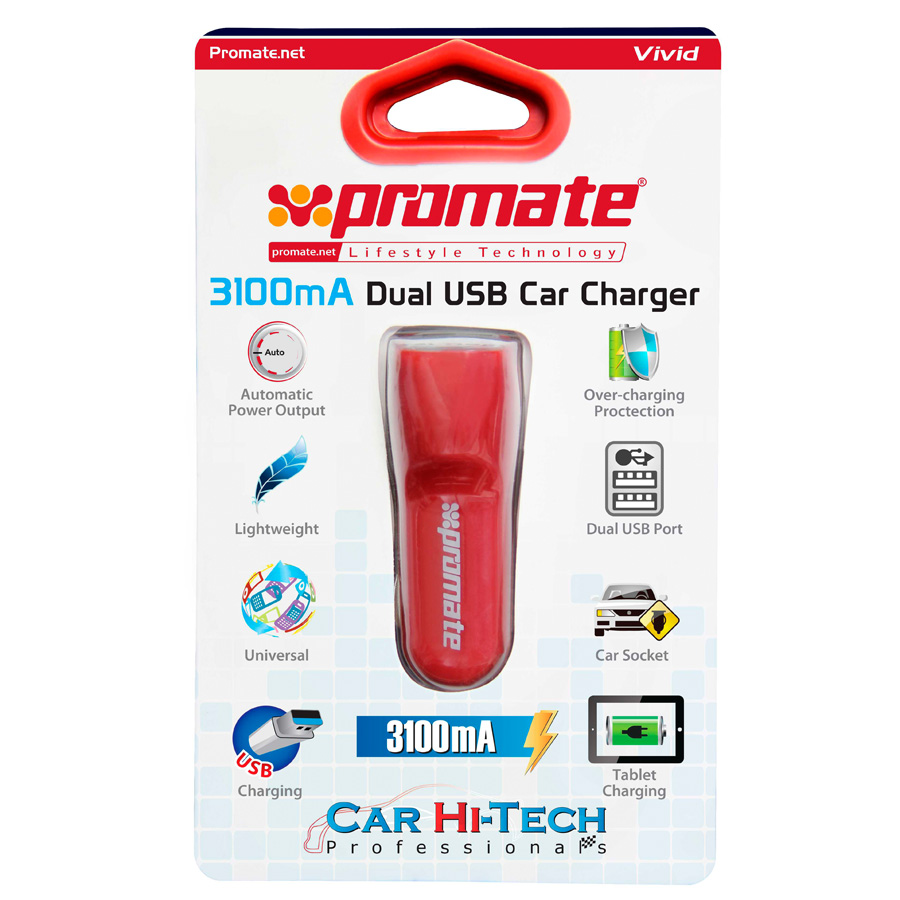 Promate.net
Vivid
promate®
promate.net Lifestyle Technology
3100mA Dual USB Car Charger
Auto
Automatic
Power Output
Over-charging
Proctection
Lightweight
Dual USB Port
promate
Universal
Car Socket
USB
Charging
3100mA
Tablet
Charging
CAR HI-TECH
Professionals